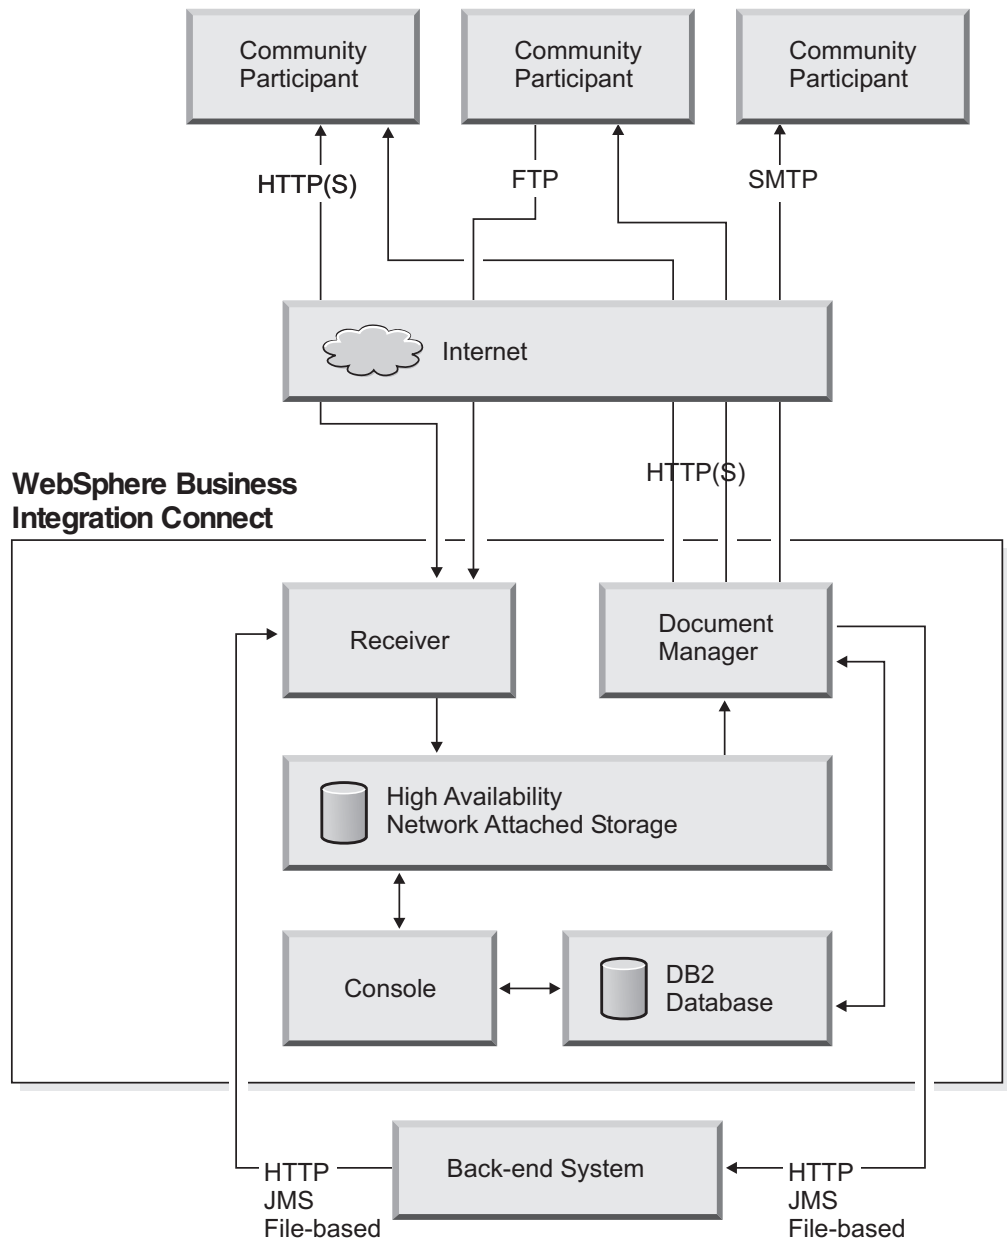 Community
Participant
Community
Participant
Community
Participant
HTTP(S)
FTP
SMTP
Internet
HTTP(S)
WebSphere Business
Integration Connect
Receiver
Document
Manager
High Availability
Network Attached Storage
Console
DB2
Database
Back-end System
HTTP
JMS
File-based
HTTP
JMS
File-based